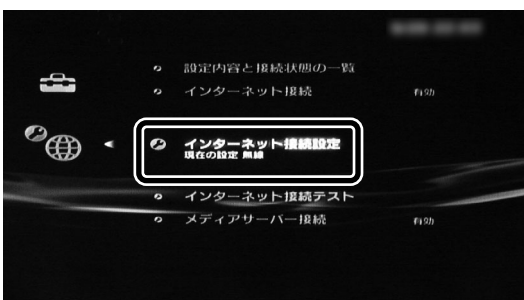 設定内容と接続状態の一覧
インターネット接続 有効
インターネット接続設定
現在の設定 無線
インターネット接続テスト
メディアサーバー接続 有効